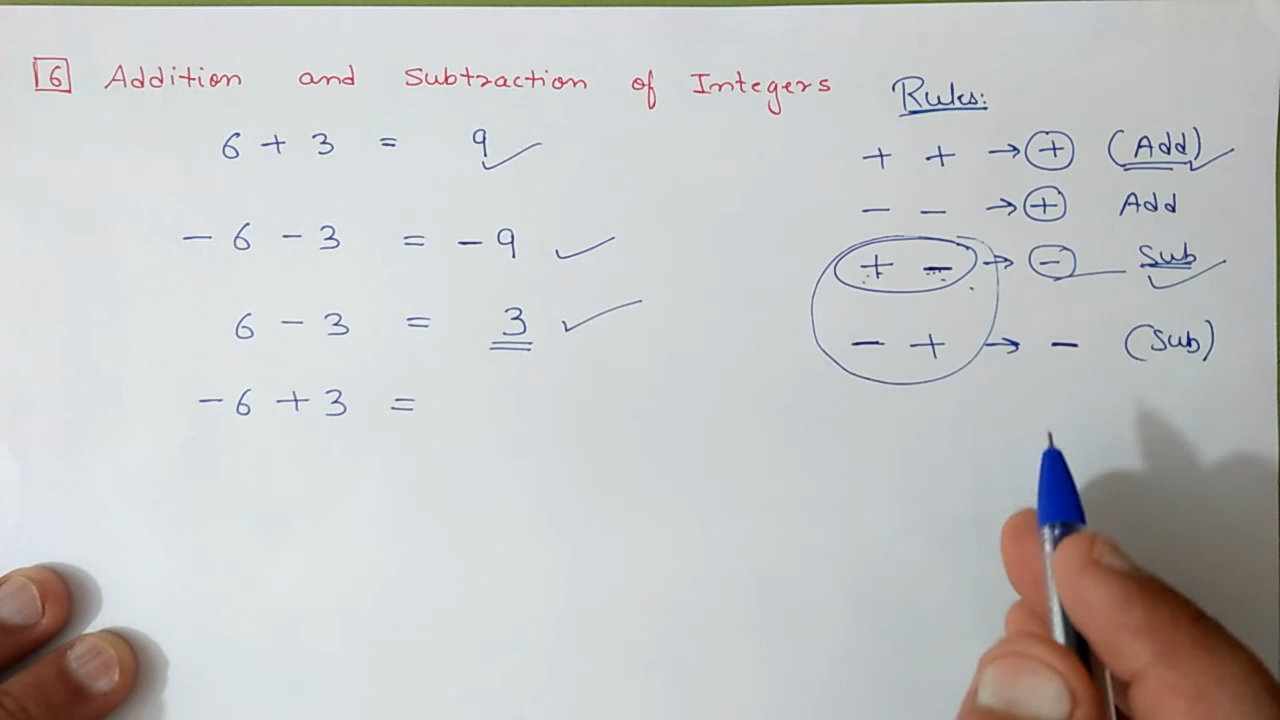 6 Addition and Subtraction of Integers
6 + 3 = 9
- 6 - 3 = - 9
6 - 3 = 3
- 6 + 3 =
Rules:
+ + → + (Add)
- - → + Add
+ - → - Sub
- + → - (Sub)